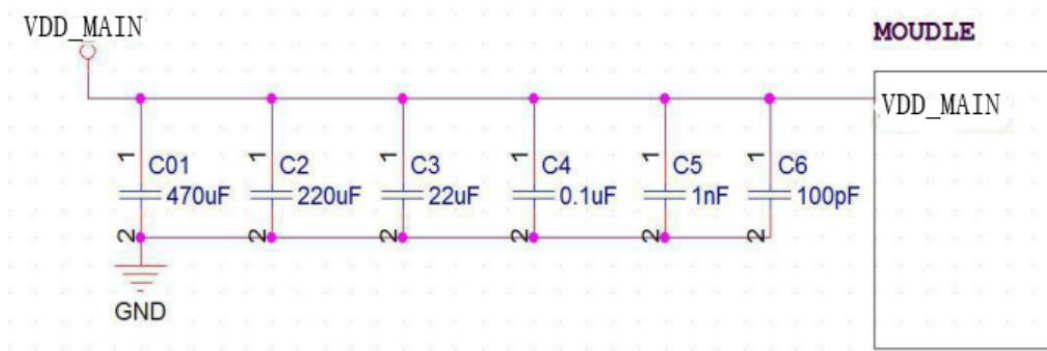 VDD_MAIN
MOUDLE
VDD_MAIN
1 C01
470uF
2
1 C2
220uF
2
1 C3
22uF
2
1 C4
0.1uF
2
1 C5
1nF
2
1 C6
100pF
2
GND